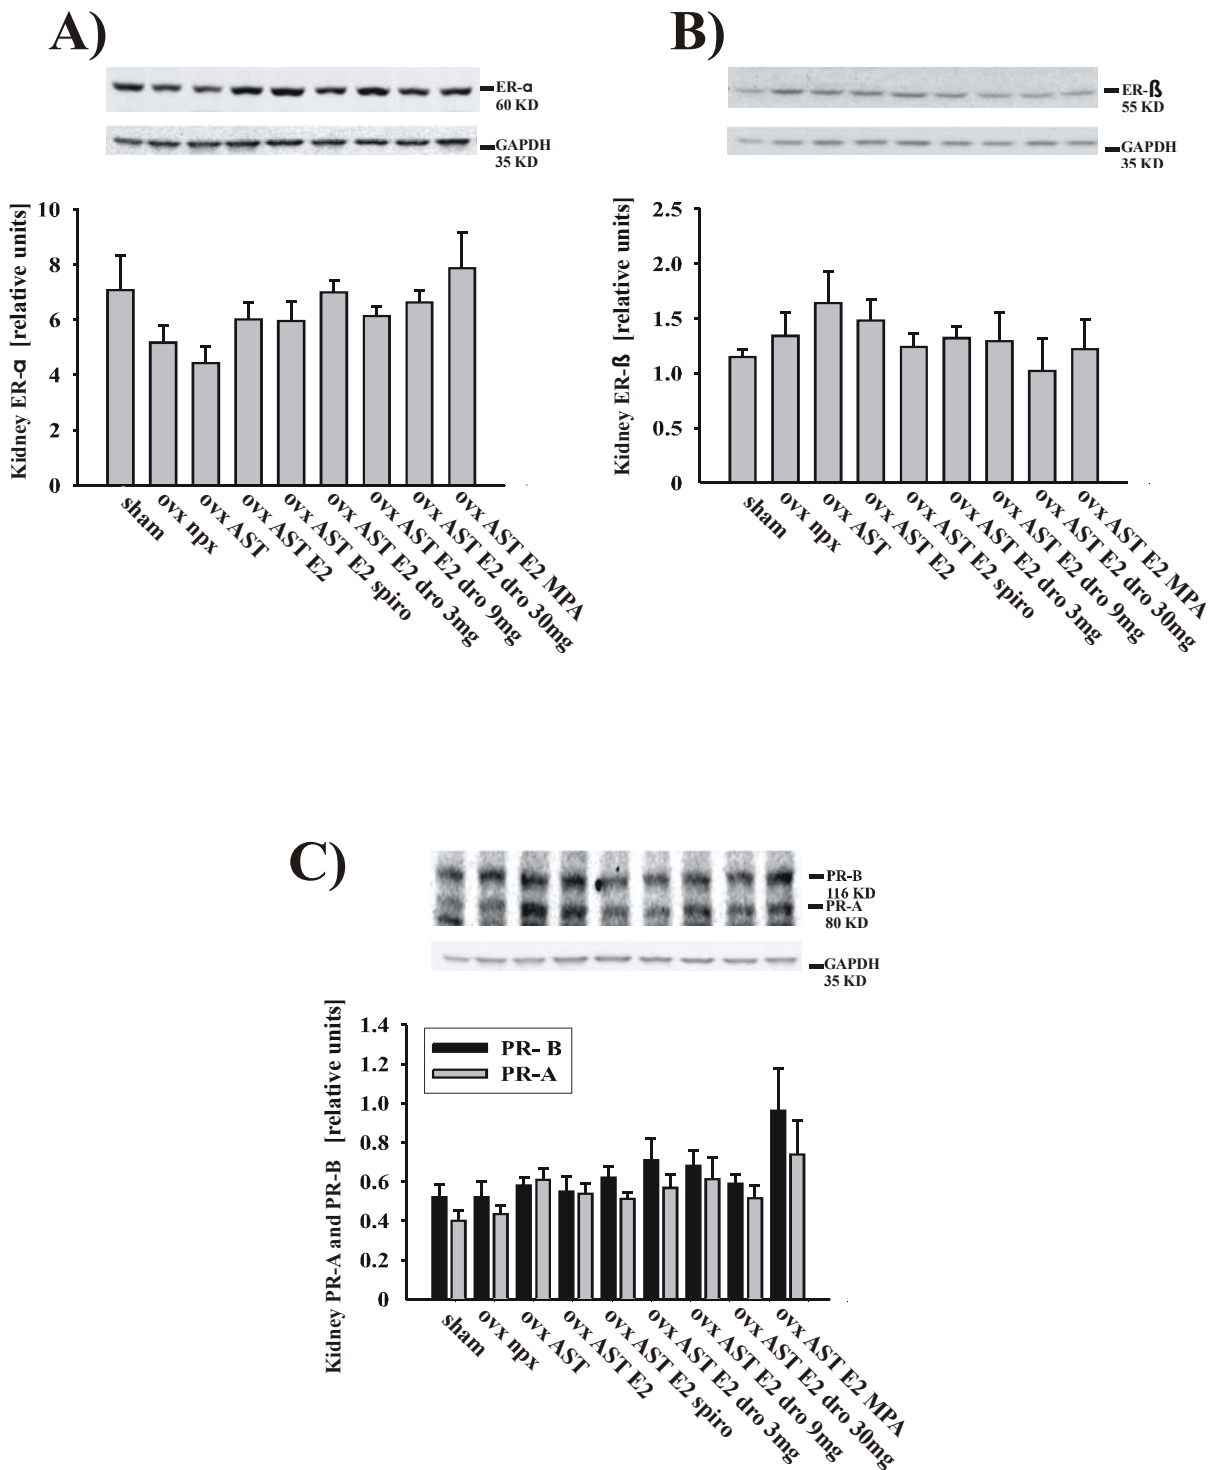 A)
ER-α
60 KD
GAPDH
35 KD
Kidney ER-α [relative units]
10
8
6
4
2
0
sham
ovx npx
ovx AST
ovx AST E2
ovx AST E2 spiro
ovx AST E2 dro 3mg
ovx AST E2 dro 9mg
ovx AST E2 dro 30mg
ovx AST E2 MPA
B)
ER-ß
55 KD
GAPDH
35 KD
Kidney ER-ß [relative units]
2.5
2.0
1.5
1.0
0.5
0
sham
ovx npx
ovx AST
ovx AST E2
ovx AST E2 spiro
ovx AST E2 dro 3mg
ovx AST E2 dro 9mg
ovx AST E2 dro 30mg
ovx AST E2 MPA
C)
PR-B
116 KD
PR-A
80 KD
GAPDH
35 KD
Kidney PR-A and PR-B [relative units]
1.4
1.2
1.0
0.8
0.6
0.4
0.2
0
PR- B
PR-A
sham
ovx npx
ovx AST
ovx AST E2
ovx AST E2 spiro
ovx AST E2 dro 3mg
ovx AST E2 dro 9mg
ovx AST E2 dro 30mg
ovx AST E2 MPA